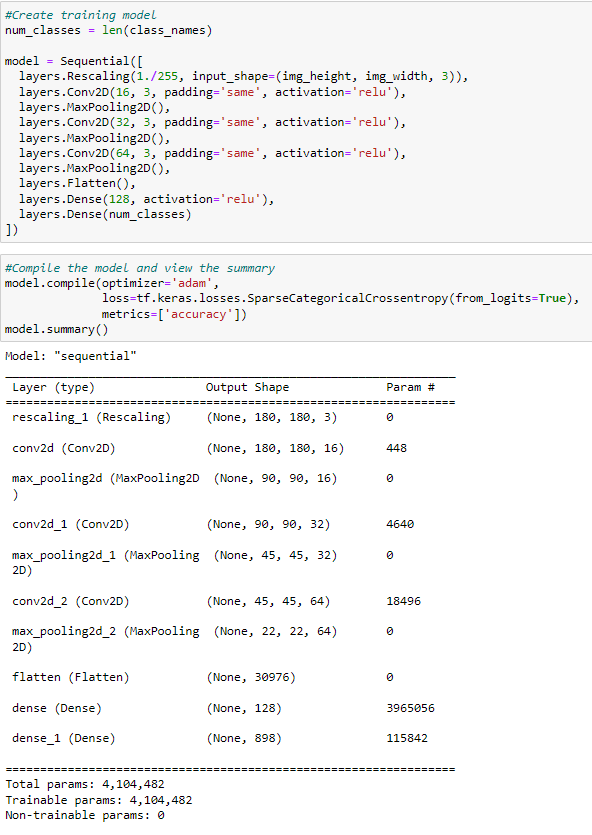 #Create training model
num_classes = len(class_names)

model = Sequential([
  layers.Rescaling(1./255, input_shape=(img_height, img_width, 3)),
  layers.Conv2D(16, 3, padding='same', activation='relu'),
  layers.MaxPooling2D(),
  layers.Conv2D(32, 3, padding='same', activation='relu'),
  layers.MaxPooling2D(),
  layers.Conv2D(64, 3, padding='same', activation='relu'),
  layers.MaxPooling2D(),
  layers.Flatten(),
  layers.Dense(128, activation='relu'),
  layers.Dense(num_classes)
])

#Compile the model and view the summary
model.compile(optimizer='adam',
              loss=tf.keras.losses.SparseCategoricalCrossentropy(from_logits=True),
              metrics=['accuracy'])
model.summary()

Model: "sequential"
_________________________________________________________________
 Layer (type)                Output Shape              Param #
=================================================================
 rescaling_1 (Rescaling)     (None, 180, 180, 3)       0

 conv2d (Conv2D)             (None, 180, 180, 16)      448

 max_pooling2d (MaxPooling2D  (None, 90, 90, 16)       0
 )

 conv2d_1 (Conv2D)           (None, 90, 90, 32)        4640

 max_pooling2d_1 (MaxPooling  (None, 45, 45, 32)       0
 2D)

 conv2d_2 (Conv2D)           (None, 45, 45, 64)        18496

 max_pooling2d_2 (MaxPooling  (None, 22, 22, 64)       0
 2D)

 flatten (Flatten)           (None, 30976)             0

 dense (Dense)               (None, 128)               3965056

 dense_1 (Dense)             (None, 898)               115842

=================================================================
Total params: 4,104,482
Trainable params: 4,104,482
Non-trainable params: 0